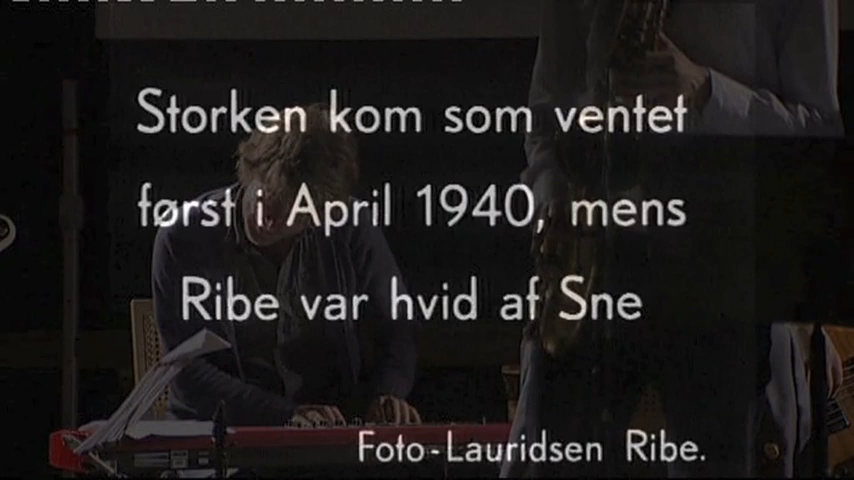 Storken kom som ventet
først i April 1940, mens
Ribe var hvid af Sne
Foto-Lauridsen Ribe.